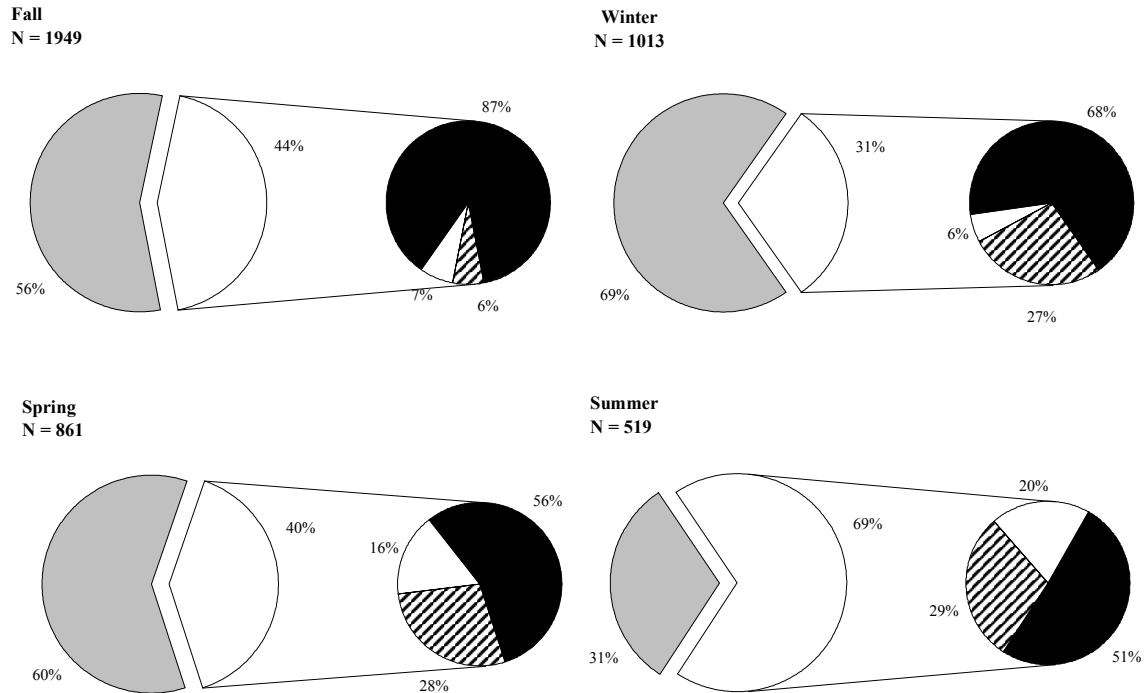 Fall
N = 1949
87%
44%
56%
7%
6%
Winter
N = 1013
68%
31%
6%
69%
27%
Spring
N = 861
56%
40%
16%
60%
28%
Summer
N = 519
20%
69%
29%
31%
51%